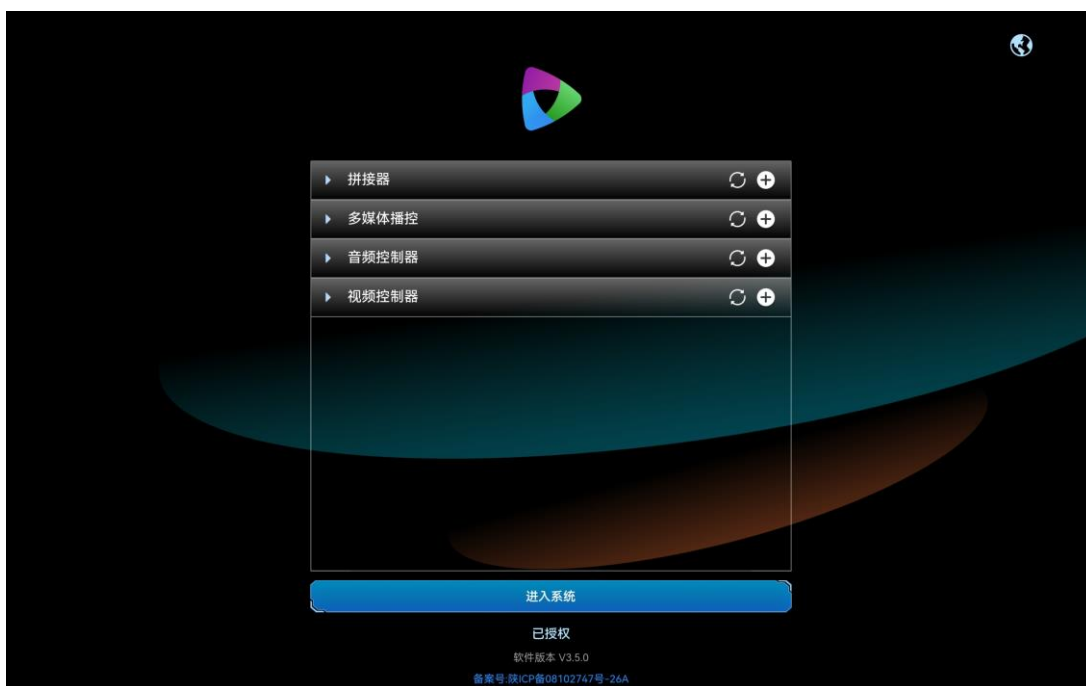 拼接器
多媒体播控
音频控制器
视频控制器
进入系统
已授权
软件版本 V3.5.0
备案号:陕ICP备08102747号-26A